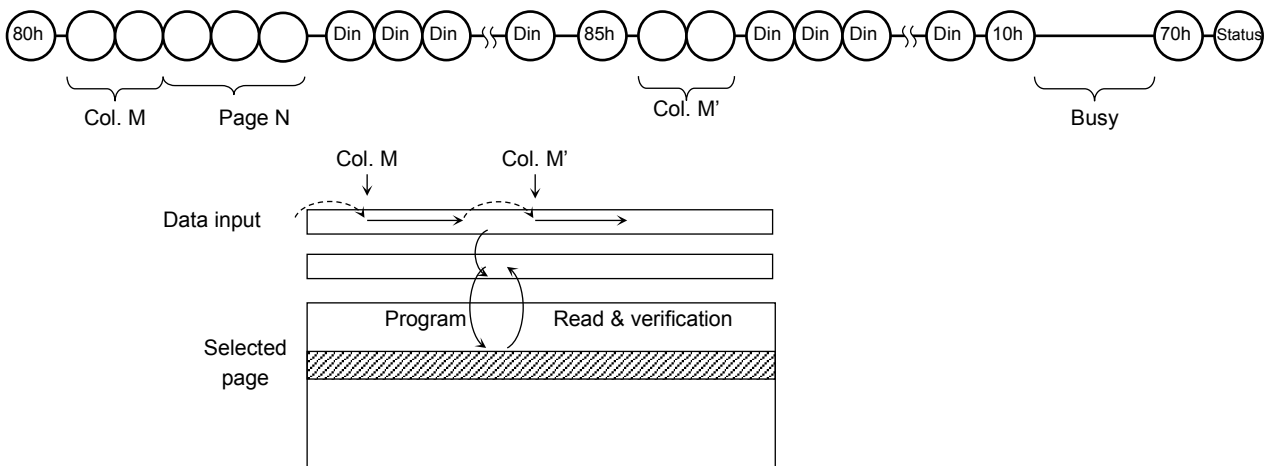 80h Din Din Din Din 85h Din Din Din Din 10h 70h Status
Col. M Page N Col. M' Busy
Col. M Col. M'
Data input
Program Read & verification
Selected
page